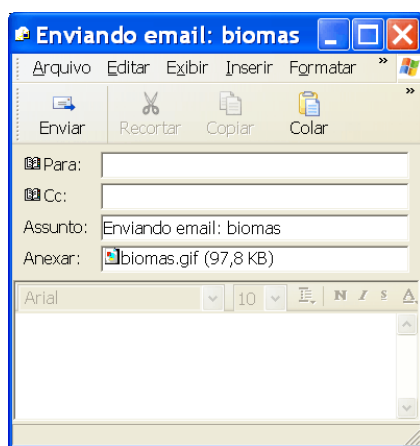 Enviando email: biomas
Arquivo Editar Exibir Inserir Formatar »
Enviar Recortar Copiar Colar »
Para:
Cc:
Assunto: Enviando email: biomas
Anexar: biomas.gif (97,8 KB)
Arial 10 N I S A